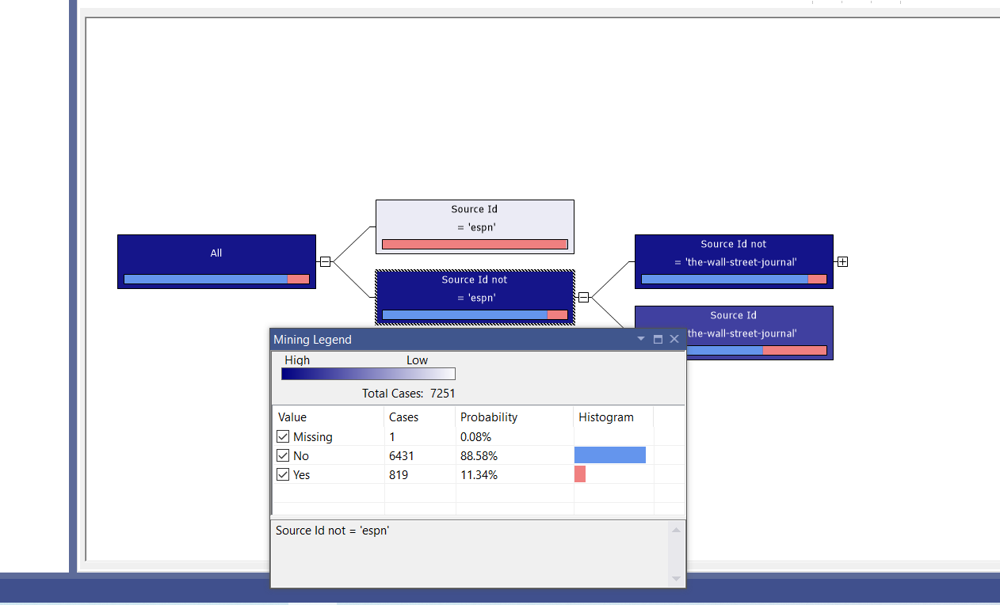 All
Source Id
= 'espn'
Source Id not
= 'espn'
Source Id not
= 'the-wall-street-journal'
Source Id
the-wall-street-journal'
Mining Legend
High Low
Total Cases: 7251
Value Cases Probability Histogram
Missing 1 0.08%
No 6431 88.58%
Yes 819 11.34%
Source Id not = 'espn'